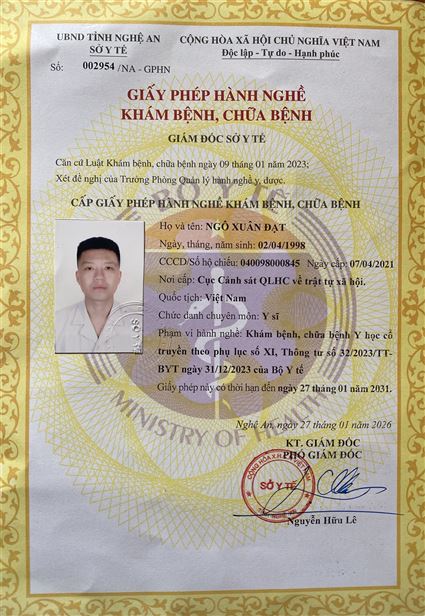 UBND TỈNH NGHỆ AN
SỞ Y TẾ
CỘNG HÒA XÃ HỘI CHỦ NGHĨA VIỆT NAM
Độc lập - Tự do - Hạnh phúc
Số: 002954 /NA - GPHN
GIẤY PHÉP HÀNH NGHỀ
KHÁM BỆNH, CHỮA BỆNH
GIÁM ĐỐC SỞ Y TẾ
Căn cứ Luật Khám bệnh, chữa bệnh ngày 09 tháng 01 năm 2023;
Xét đề nghị của Trưởng Phòng Quản lý hành nghề y, dược.
CẤP GIẤY PHÉP HÀNH NGHỀ KHÁM BỆNH, CHỮA BỆNH
Họ và tên: NGÔ XUÂN ĐẠT
Ngày, tháng, năm sinh: 02/04/1998
CCCD/Số hộ chiếu: 040098000845 Ngày cấp: 07/04/2021
Nơi cấp: Cục Cảnh sát QLHC về trật tự xã hội.
Quốc tịch: Việt Nam
Chức danh chuyên môn: Y sĩ
Phạm vi hành nghề: Khám bệnh, chữa bệnh Y học cổ
truyền theo phụ lục số XI, Thông tư số 32/2023/TT-
BYT ngày 31/12/2023 của Bộ Y tế
Giấy phép này có thời hạn đến ngày 27 tháng 01 năm 2031.
BỘ Y TẾ
MINISTRY OF HEALTH
Nghệ An, ngày 27 tháng 01 năm 2026
KT. GIÁM ĐỐC
PHÓ GIÁM ĐỐC
SỞ Y TẾ
Nguyễn Hữu Lê